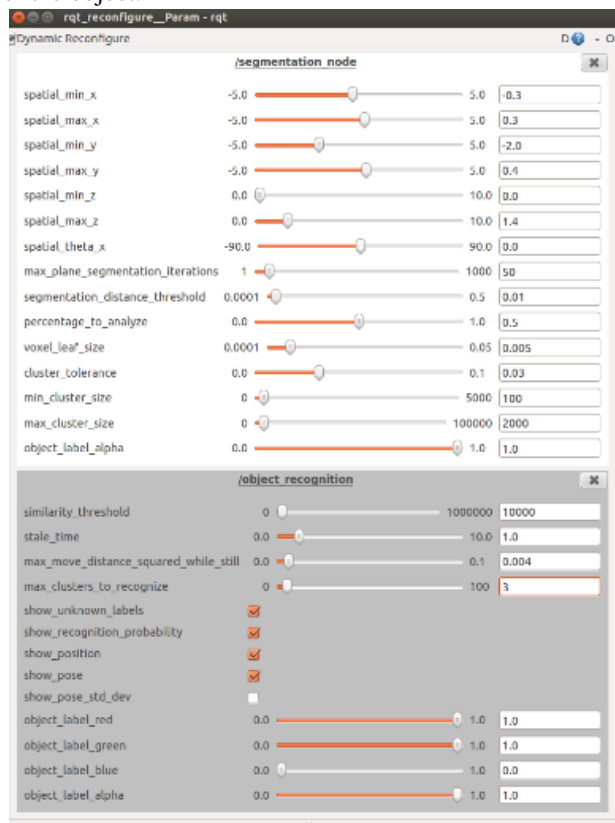 rqt_reconfigure__Param - rqt
Dynamic Reconfigure D - O
/segmentation_node
spatial_min_x -5.0 5.0 -0.3
spatial_max_x -5.0 5.0 0.3
spatial_min_y -5.0 5.0 -2.0
spatial_max_y -5.0 5.0 0.4
spatial_min_z 0.0 10.0 0.0
spatial_max_z 0.0 10.0 1.4
spatial_theta_x -90.0 90.0 0.0
max_plane_segmentation_iterations 1 1000 50
segmentation_distance_threshold 0.0001 0.5 0.01
percentage_to_analyze 0.0 1.0 0.5
voxel_leaf_size 0.0001 0.05 0.005
cluster_tolerance 0.0 0.1 0.03
min_cluster_size 0 5000 100
max_cluster_size 0 100000 2000
object_label_alpha 0.0 1.0 1.0
/object_recognition
similarity_threshold 0 1000000 10000
stale_time 0.0 10.0 1.0
max_move_distance_squared_while_still 0.0 0.1 0.004
max_clusters_to_recognize 0 100 3
show_unknown_labels
show_recognition_probability
show_position
show_pose
show_pose_std_dev
object_label_red 0.0 1.0 1.0
object_label_green 0.0 1.0 1.0
object_label_blue 0.0 1.0 0.0
object_label_alpha 0.0 1.0 1.0